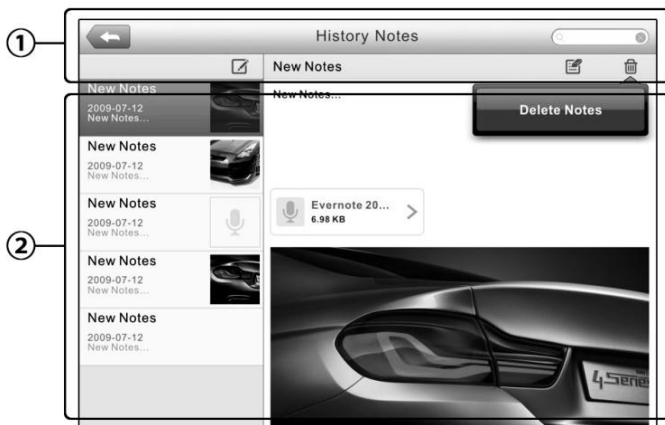 ①
History Notes
New Notes
Delete Notes
②
New Notes
2009-07-12
New Notes...
New Notes
2009-07-12
New Notes...
New Notes
2009-07-12
New Notes...
New Notes
2009-07-12
New Notes...
New Notes
2009-07-12
New Notes...
New Notes...
Evernote 20...
6.98 KB